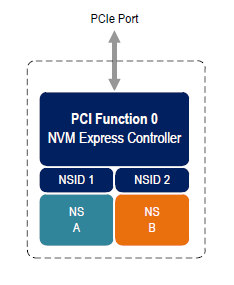 PCIe Port
PCI Function 0
NVM Express Controller
NSID 1 NSID 2
NS NS
A B